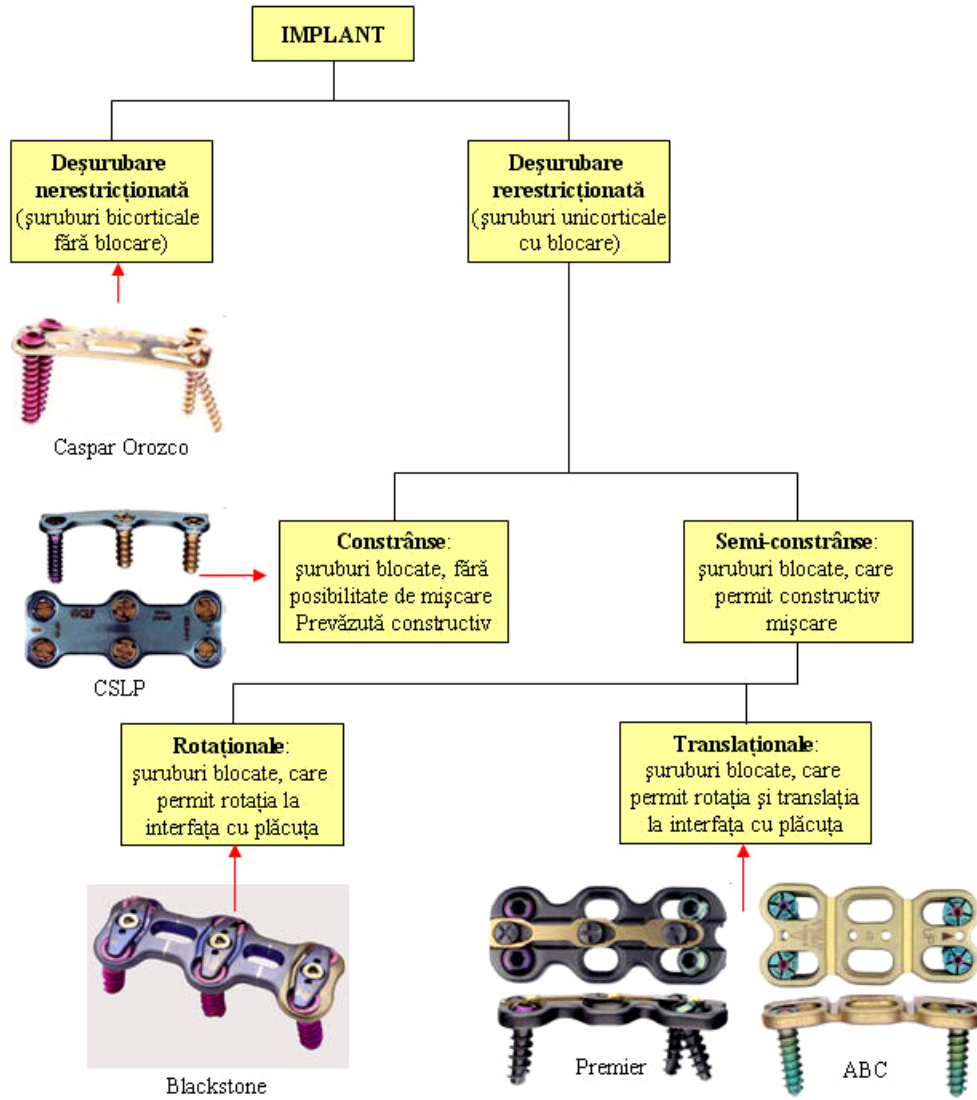 IMPLANT
Deşurubare
nerestricţionată
(şuruburi bicorticale
fără blocare)
Deşurubare
rerestricţionată
(şuruburi unicorticale
cu blocare)
Caspar Orozco
Constrânse:
şuruburi blocate, fără
posibilitate de mişcare
Prevăzută constructiv
Semi-constrânse:
şuruburi blocate, care
permit constructiv
mişcare
CSLP
Rotaţionale:
şuruburi blocate, care
permit rotaţia la
interfaţa cu plăcuţa
Translaţionale:
şuruburi blocate, care
permit rotaţia şi translaţia
la interfaţa cu plăcuţa
Blackstone
Premier
ABC